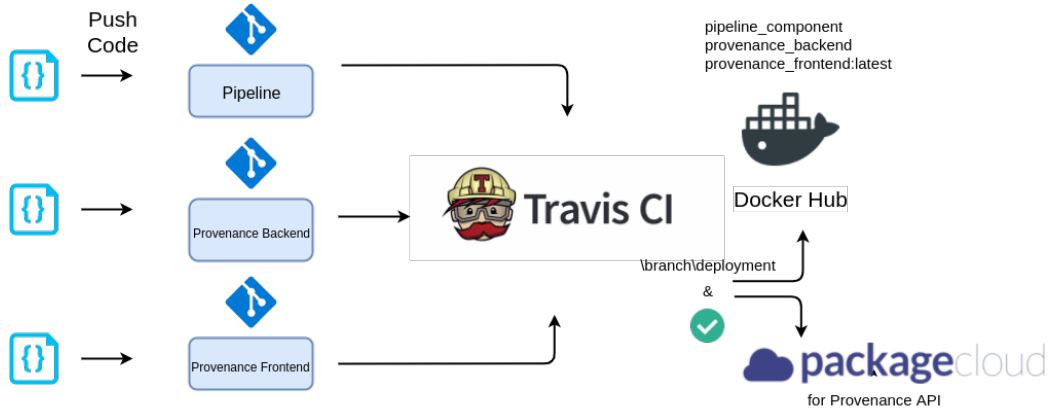 Push
Code
pipeline_component
provenance_backend
provenance_frontend:latest
Pipeline
Provenance Backend
T
Travis CI
Docker Hub
\branch\deployment
&
Provenance Frontend
packagecloud
for Provenance API